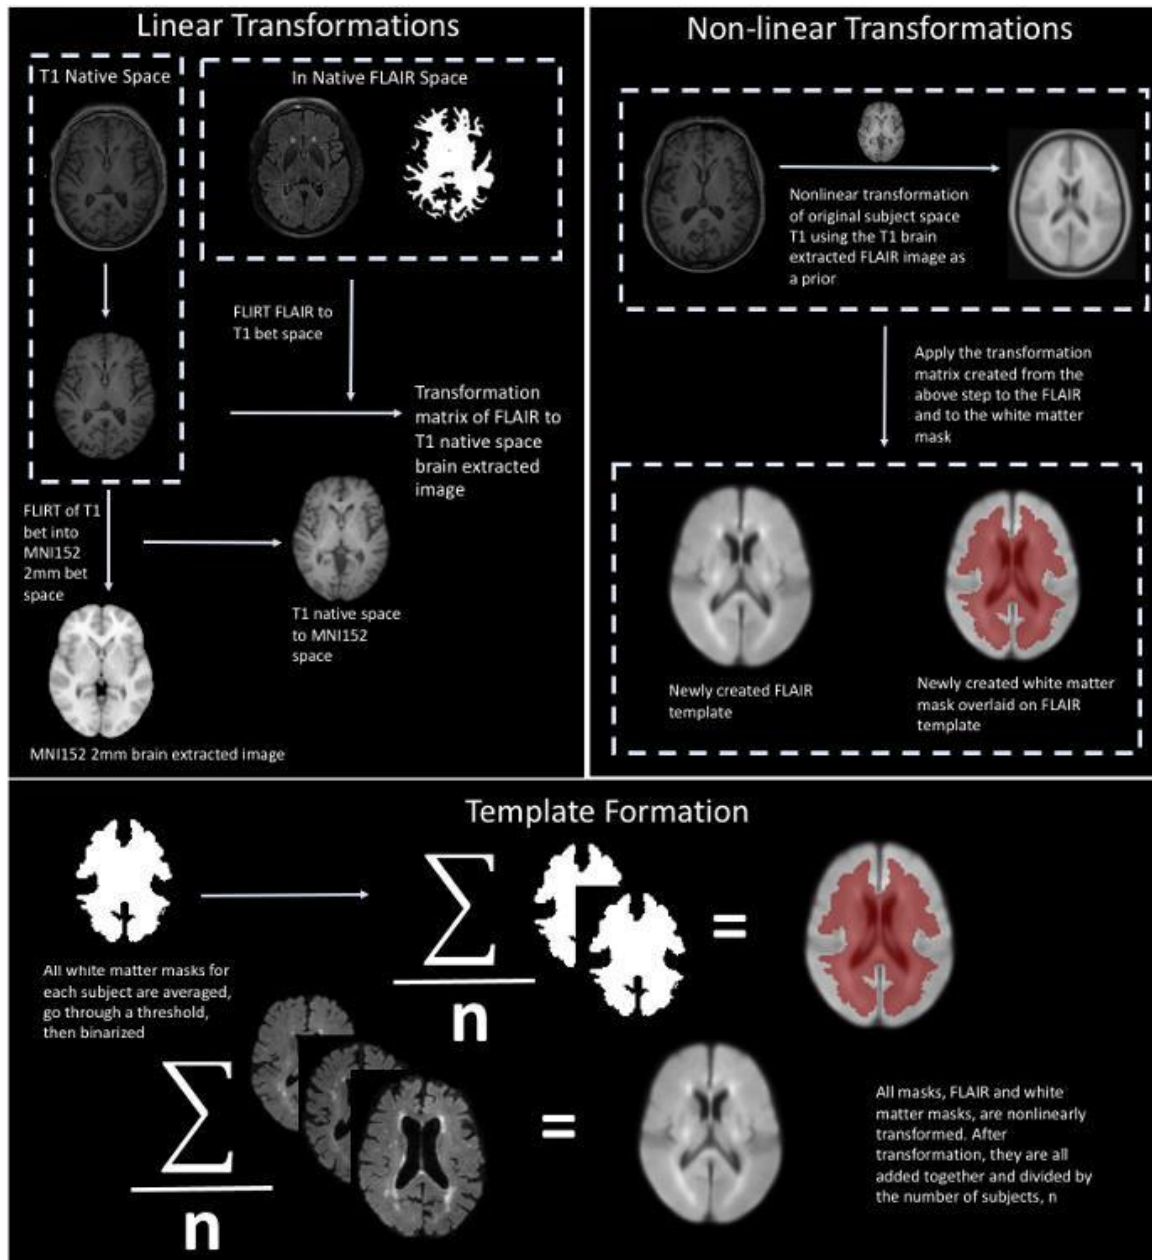 Linear Transformations
T1 Native Space
In Native FLAIR Space
FLIRT FLAIR to
T1 bet space
Transformation
matrix of FLAIR to
T1 native space
brain extracted
image
FLIRT of T1
bet into
MNI152
2mm bet
space
T1 native space
to MNI152
space
MNI152 2mm brain extracted image
Non-linear Transformations
Nonlinear transformation
of original subject space
T1 using the T1 brain
extracted FLAIR image as
a prior
Apply the transformation
matrix created from the
above step to the FLAIR
and to the white matter
mask
Newly created FLAIR
template
Newly created white matter
mask overlaid on FLAIR
template
Template Formation
All white matter masks for
each subject are averaged,
go through a threshold,
then binarized
∑
n
=
∑
n
=
All masks, FLAIR and white
matter masks, are nonlinearly
transformed. After
transformation, they are all
added together and divided by
the number of subjects, n